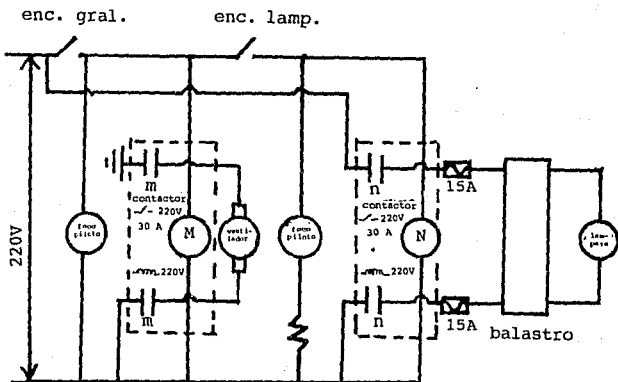 enc. gral.
enc. lamp.
220V
foco
piloto
m
contactor
220V
30 A
M
venti-
lador
220V
m
foco
piloto
n
contactor
220V
30 A
N
220V
n
15A
15A
balastro
lám-
para